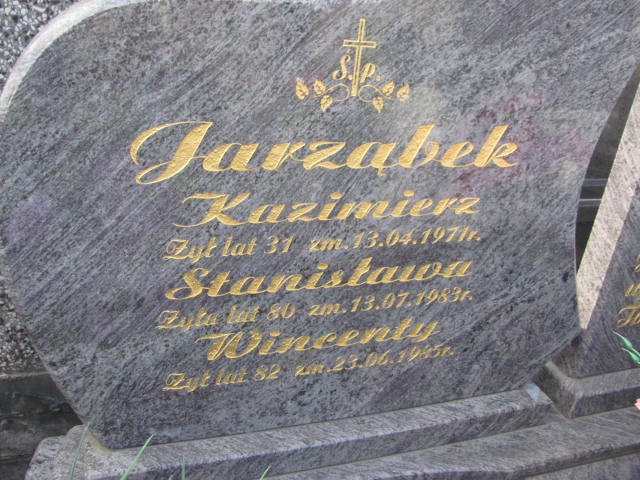 Ś. P.
Jarząbek
Kazimierz
Żył lat 31 zm. 13.04.1971r.
Stanisława
Żyła lat 80 zm. 13.07.1983r.
Wincenty
Żył lat 82 zm. 23.06.1945r.